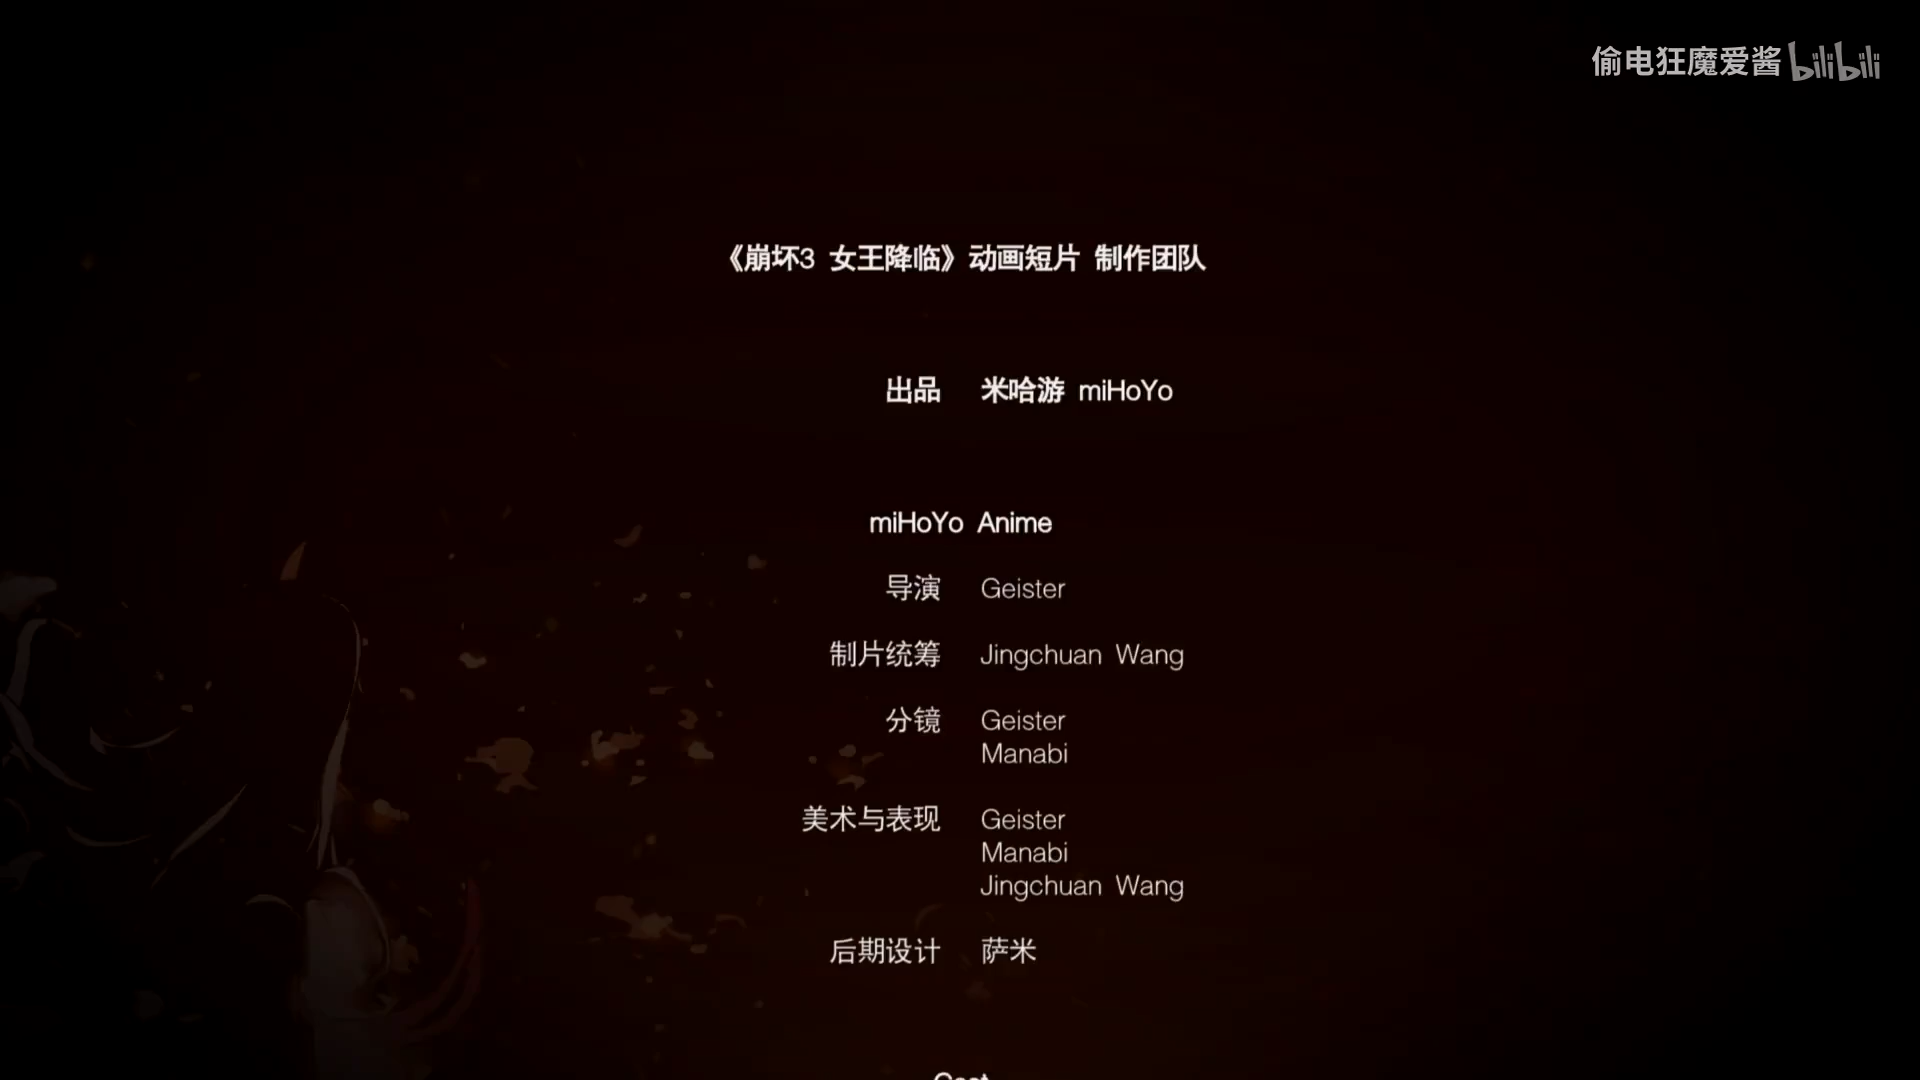 偷电狂魔爱酱 bilibili
《崩坏3 女王降临》动画短片 制作团队
出品 米哈游 miHoYo
miHoYo Anime
导演 Geister
制片统筹 Jingchuan Wang
分镜 Geister
Manabi
美术与表现 Geister
Manabi
Jingchuan Wang
后期设计 萨米
Cast